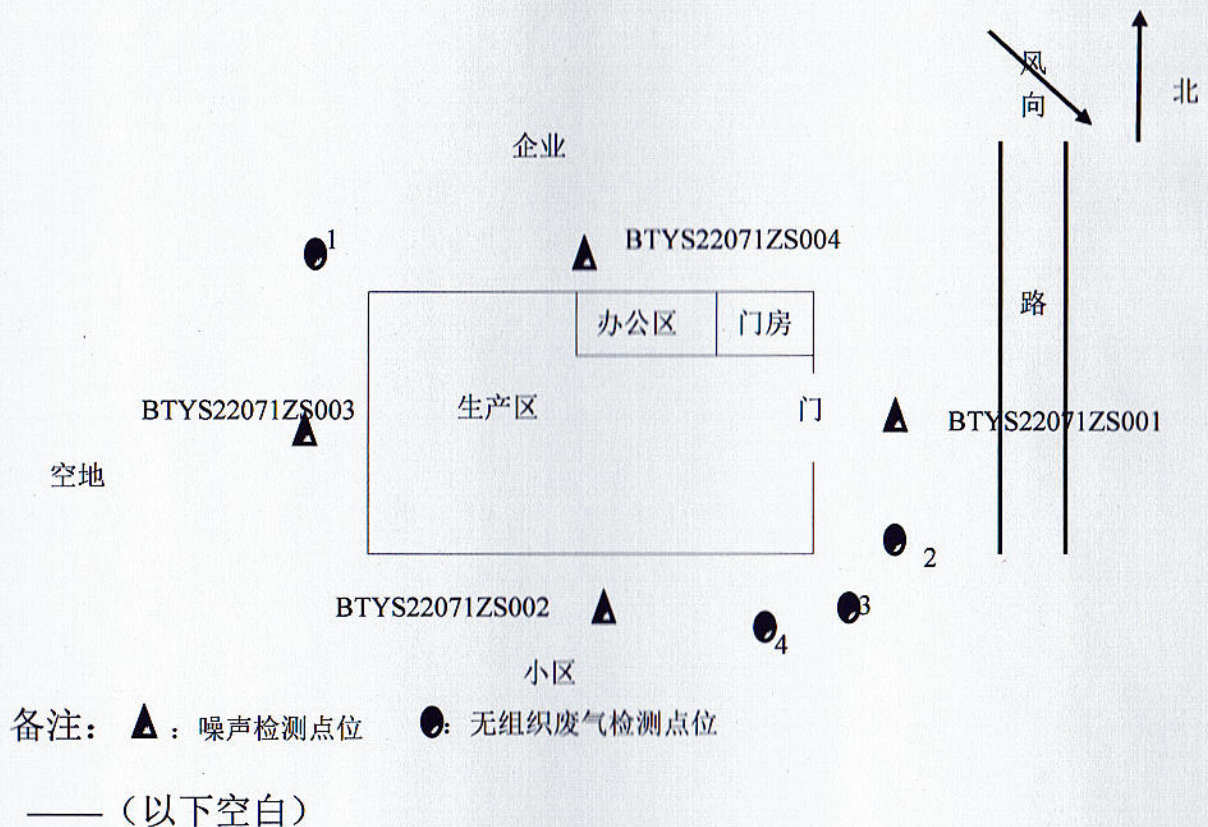 风
向
北
企业
1
BTYS22071ZS004
办公区
门房
路
BTYS22071ZS003
生产区
门
BTYS22071ZS001
空地
2
BTYS22071ZS002
3
4
小区
备注： ：噪声检测点位 ：无组织废气检测点位
——（以下空白）